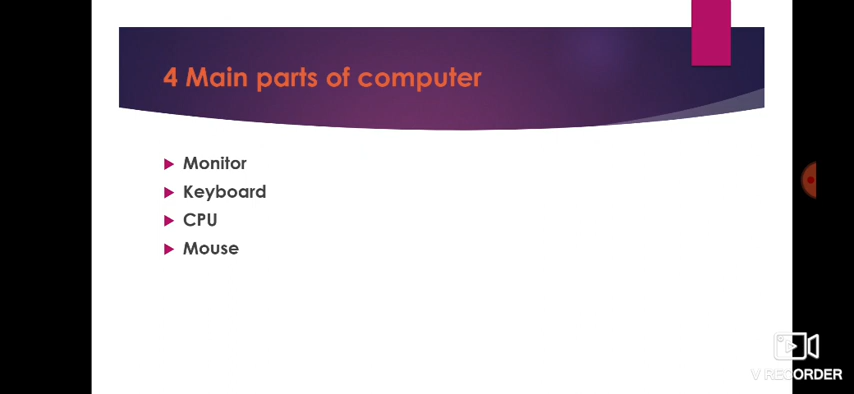 4 Main parts of computer
Monitor
Keyboard
CPU
Mouse
V RECORDER